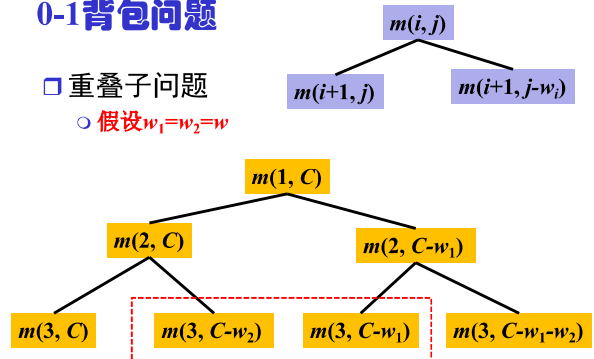 0-1背包问题
m(i, j)
重叠子问题
m(i+1, j)
m(i+1, j-wᵢ)
假设w₁=w₂=w
m(1, C)
m(2, C)
m(2, C-w₁)
m(3, C)
m(3, C-w₂)
m(3, C-w₁)
m(3, C-w₁-w₂)